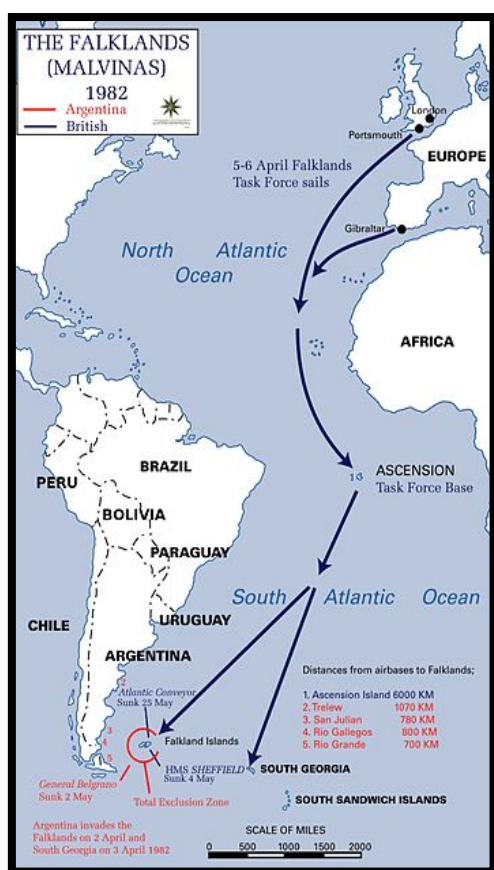 THE FALKLANDS
(MALVINAS)
1982
Argentina
British
London
Portsmouth
EUROPE
5-6 April Falklands
Task Force sails
Gibraltar
North Atlantic
Ocean
AFRICA
BRAZIL
PERU
ASCENSION
1
Task Force Base
BOLIVIA
PARAGUAY
South Atlantic Ocean
CHILE
URUGUAY
ARGENTINA
Distances from airbases to Falklands;
1. Ascension Island 6000 KM
2. Trelew 1070 KM
3. San Julian 780 KM
4. Rio Gallegos 800 KM
5. Rio Grande 700 KM
2
Atlantic Conveyor
Sunk 25 May
3
4
5
Falkland Islands
HMS SHEFFIELD
Sunk 4 May
SOUTH GEORGIA
General Belgrano
Sunk 2 May
Total Exclusion Zone
SOUTH SANDWICH ISLANDS
Argentina invades the
Falklands on 2 April and
South Georgia on 3 April 1982
SCALE OF MILES
0 500 1000 1500 2000